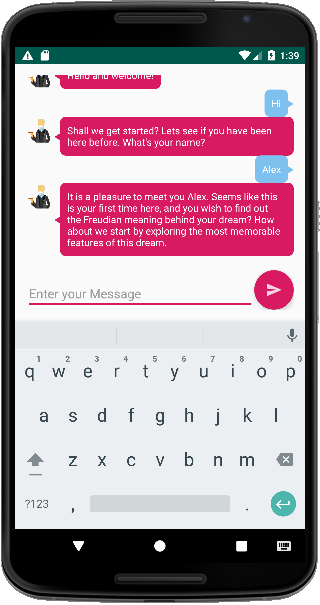 1:39
Hello and welcome!
Hi
Shall we get started? Lets see if you have been
here before. What's your name?
Alex
It is a pleasure to meet you Alex. Seems like this
is your first time here, and you wish to find out
the Freudian meaning behind your dream? How
about we start by exploring the most memorable
features of this dream.
Enter your Message
1 2 3 4 5 6 7 8 9 0
q w e r t y u i o p
a s d f g h j k l
z x c v b n m
?123 , .